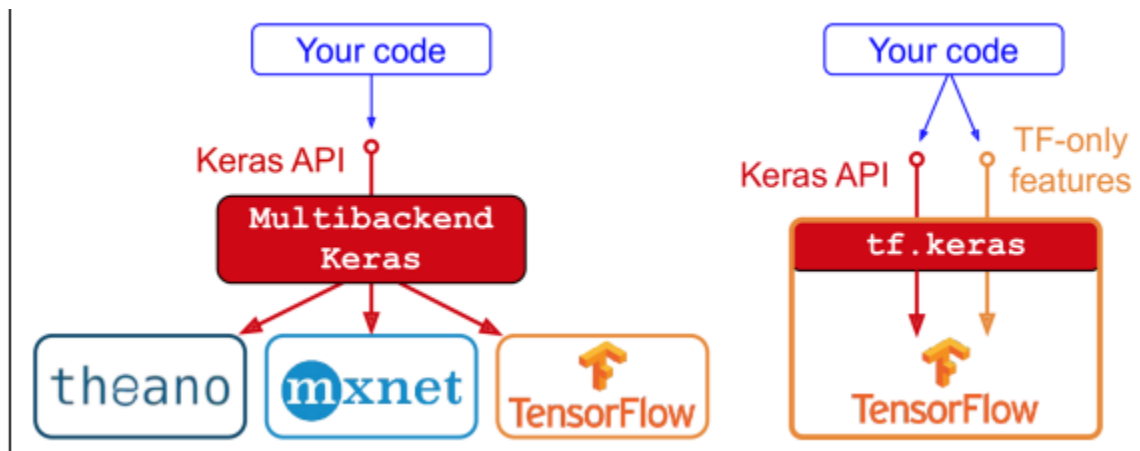 Your code
Keras API
Multibackend
Keras
theano
mxnet
TensorFlow
Your code
Keras API
TF-only
features
tf.keras
TensorFlow